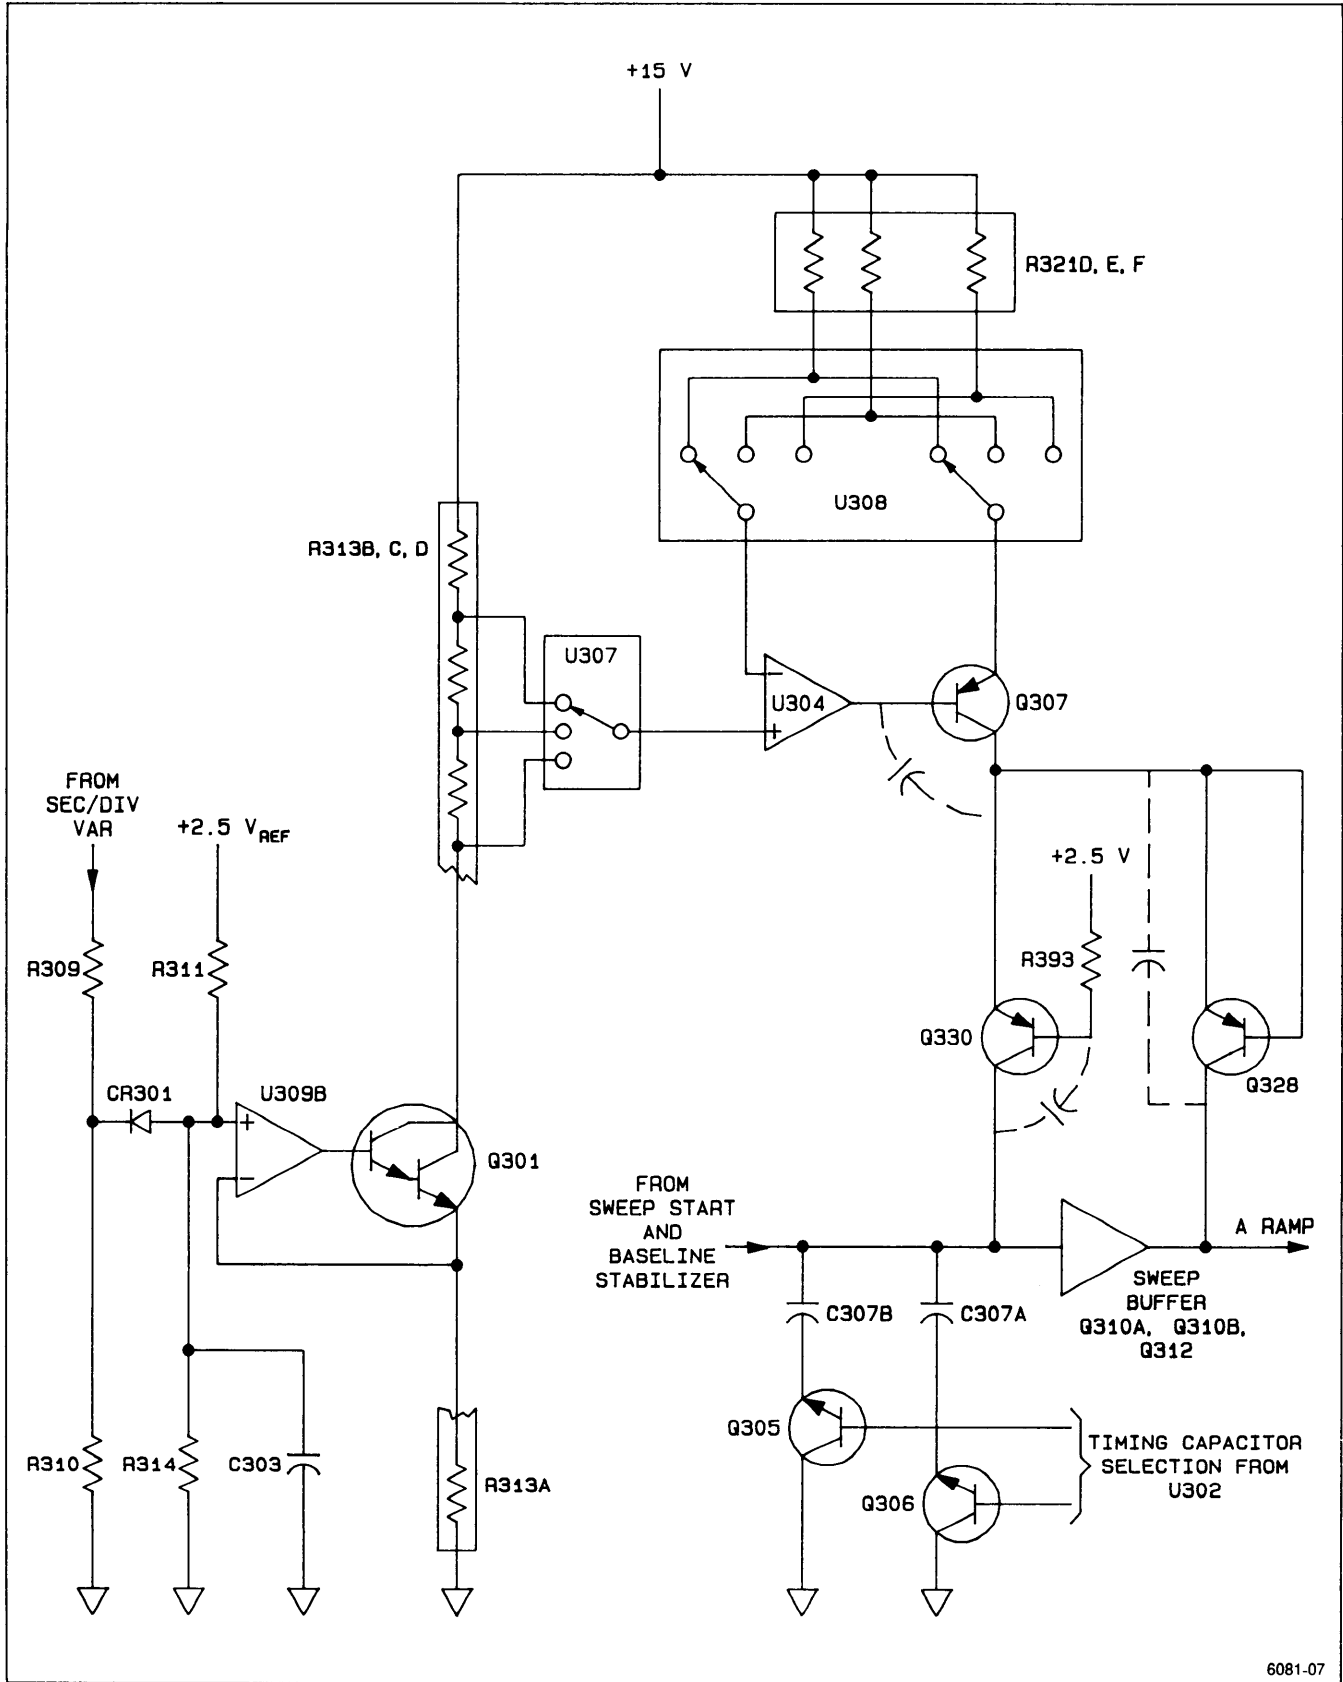 +15 V
R321D, E, F
U308
R313B, C, D
U307
U304
Q307
FROM
SEC/DIV
VAR
+2.5 VREF
+2.5 V
R309
R311
R393
Q330
Q328
CR301
U309B
Q301
FROM
SWEEP START
AND
BASELINE
STABILIZER
A RAMP
SWEEP
BUFFER
Q310A, Q310B,
Q312
C307B
C307A
Q305
Q306
TIMING CAPACITOR
SELECTION FROM
U302
R310
R314
C303
R313A
+
−
−
+
6081-07